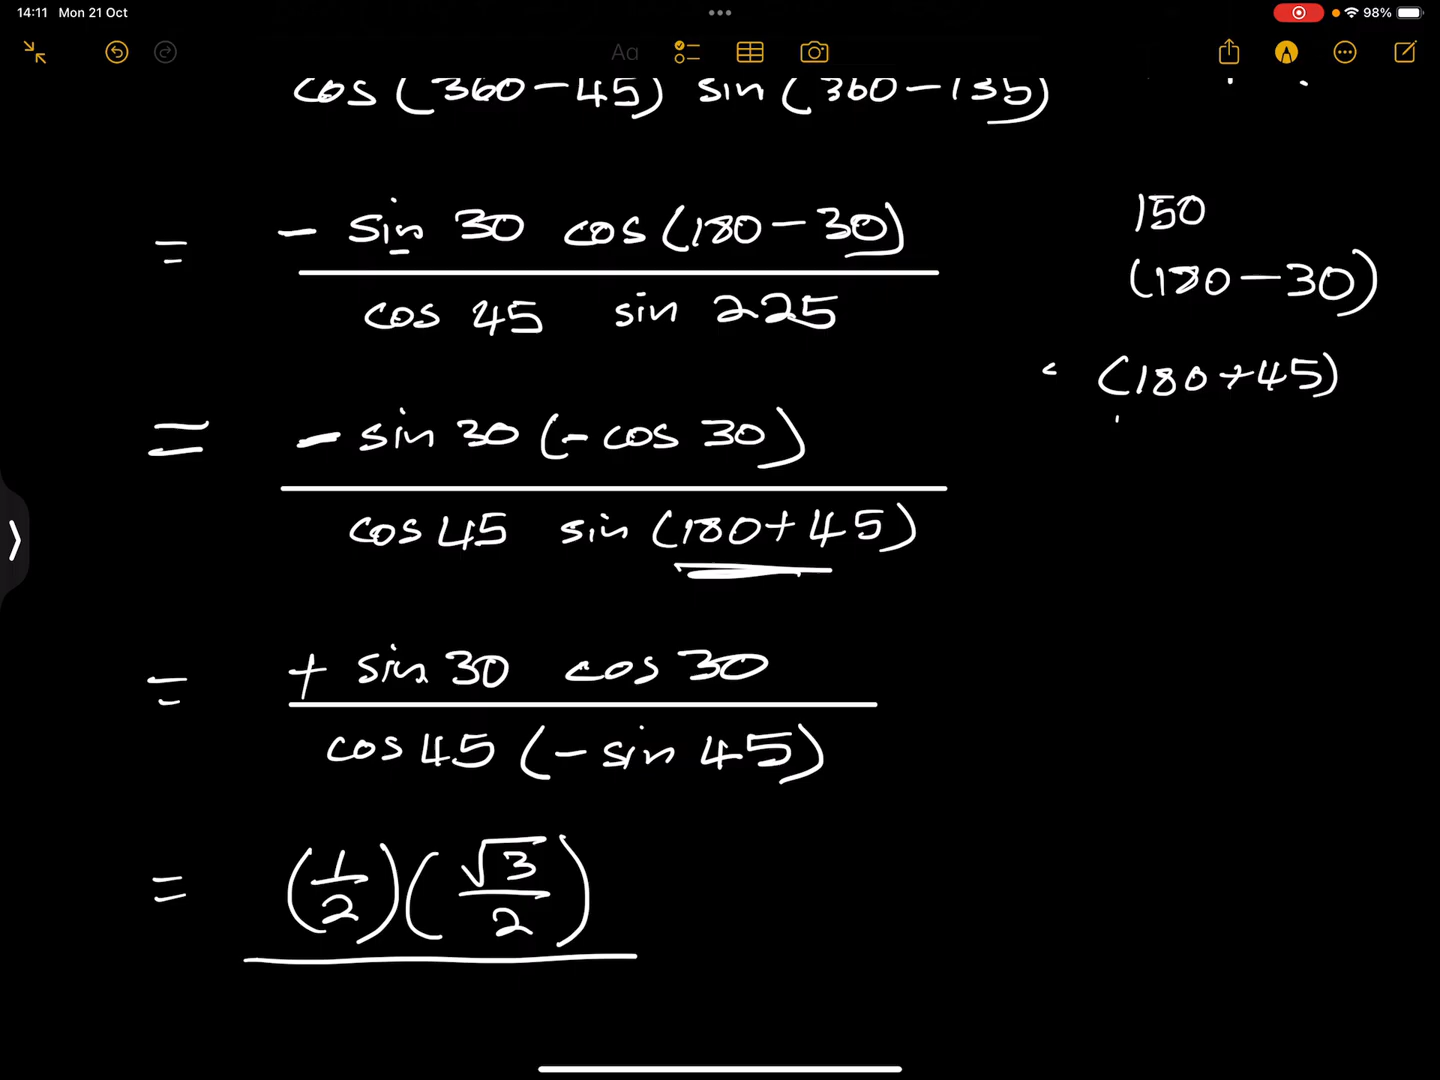 14:11 Mon 21 Oct 98%
Aa
cos (360-45) sin (360-135)
= - sin 30 cos (180-30)
cos 45 sin 225
150
(180-30)
(180+45)
= - sin 30 (-cos 30)
cos 45 sin (180+45)
= + sin 30 cos 30
cos 45 (-sin 45)
= (1/2)(√3/2)